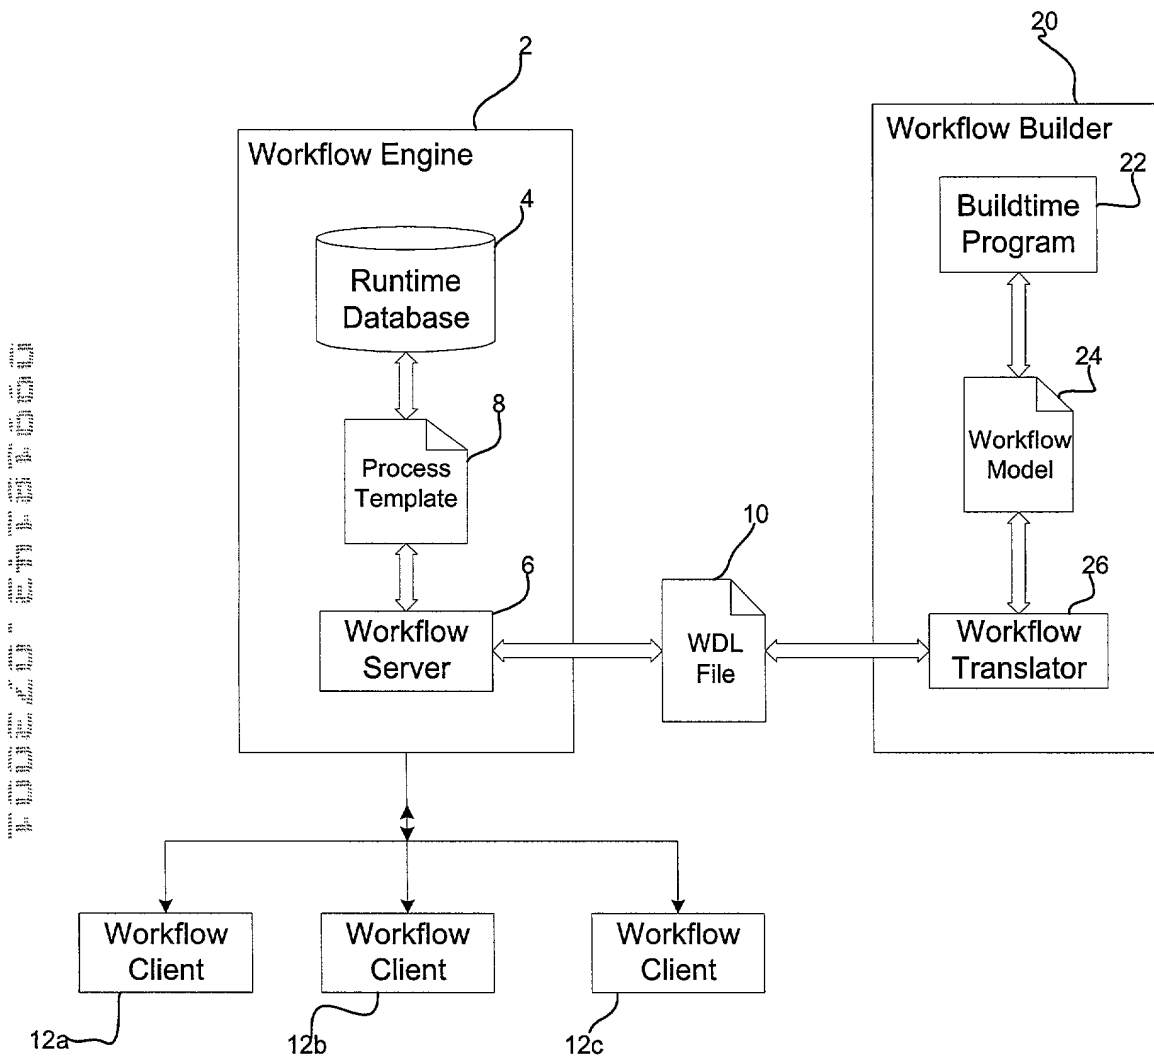 20
2
Workflow Engine
Workflow Builder
22
4
Buildtime
Program
Runtime
Database
24
8
Workflow
Model
Process
Template
10
6
26
Workflow
Server
WDL
File
Workflow
Translator
Workflow
Client
Workflow
Client
Workflow
Client
12a
12b
12c